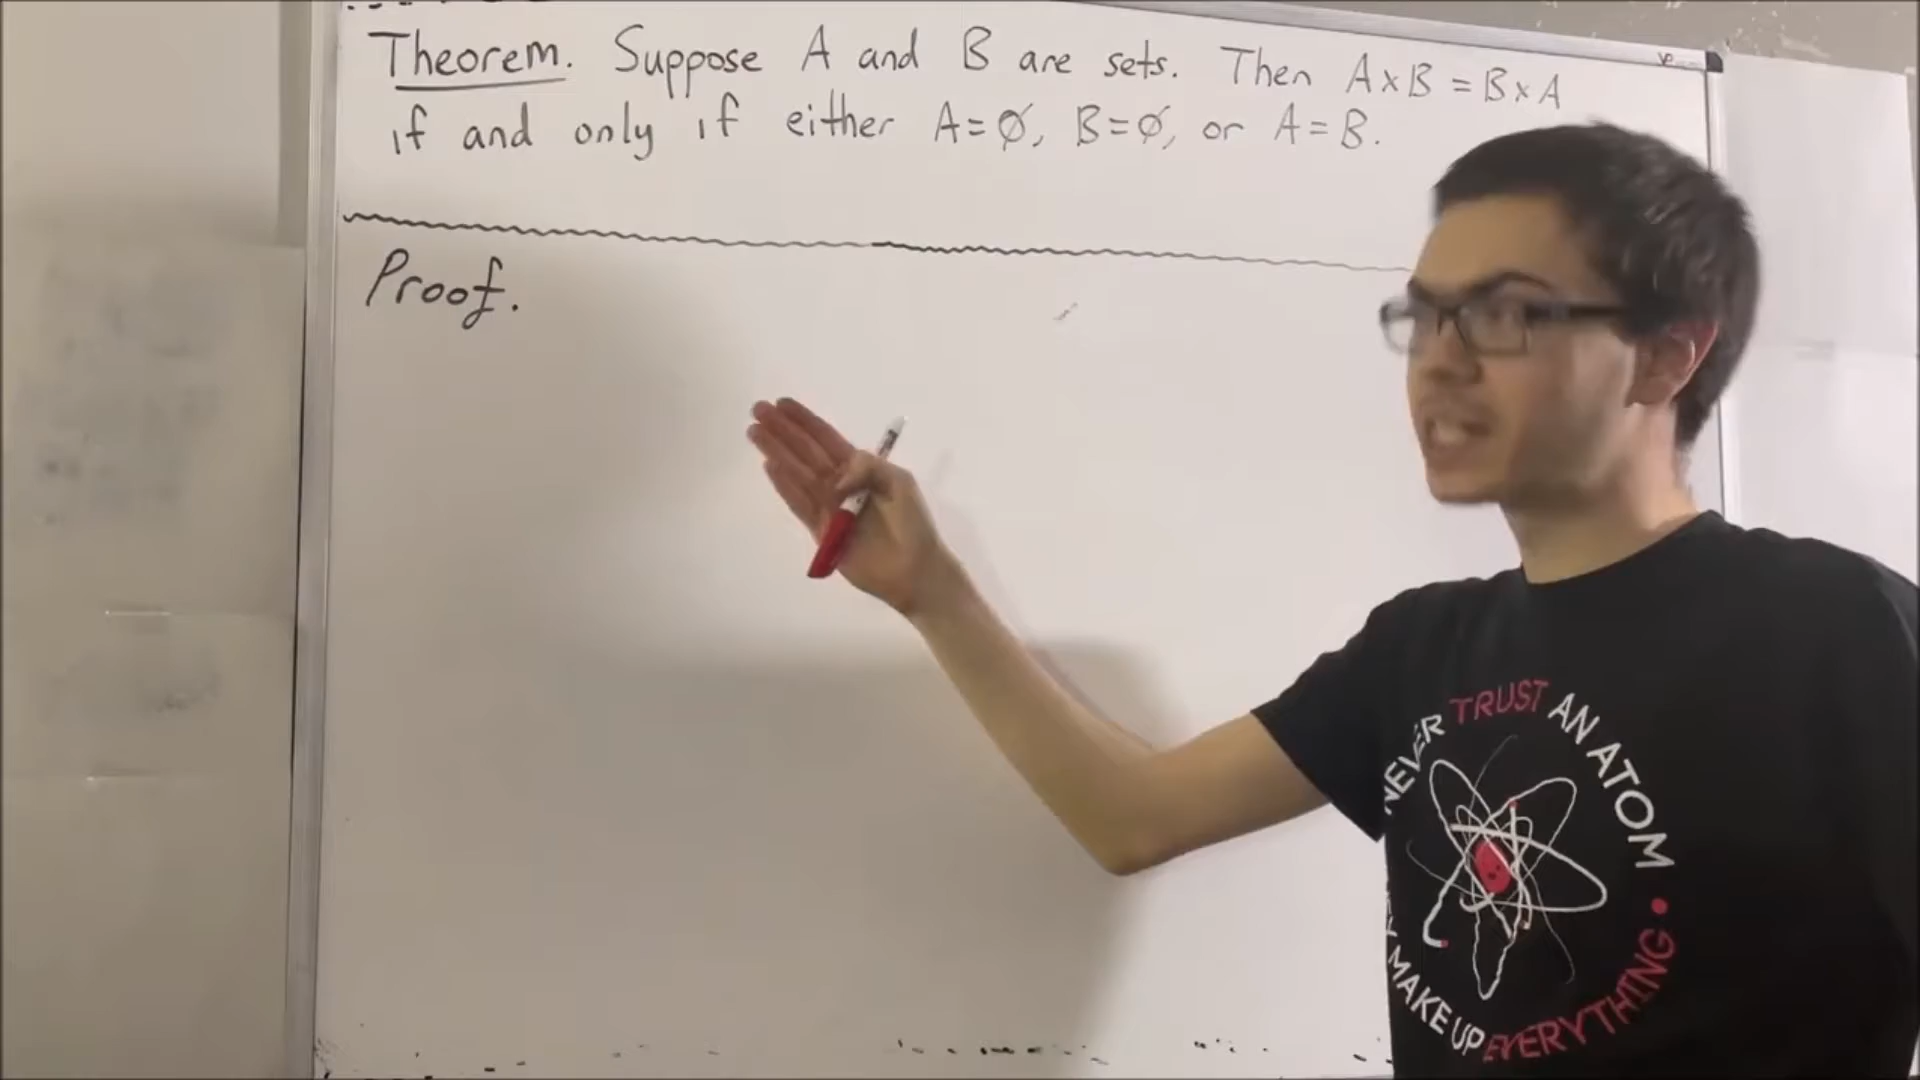 Theorem. Suppose A and B are sets. Then A×B = B×A
if and only if either A=∅, B=∅, or A=B.
Proof.
NEVER TRUST AN ATOM
MAKE UP EVERYTHING